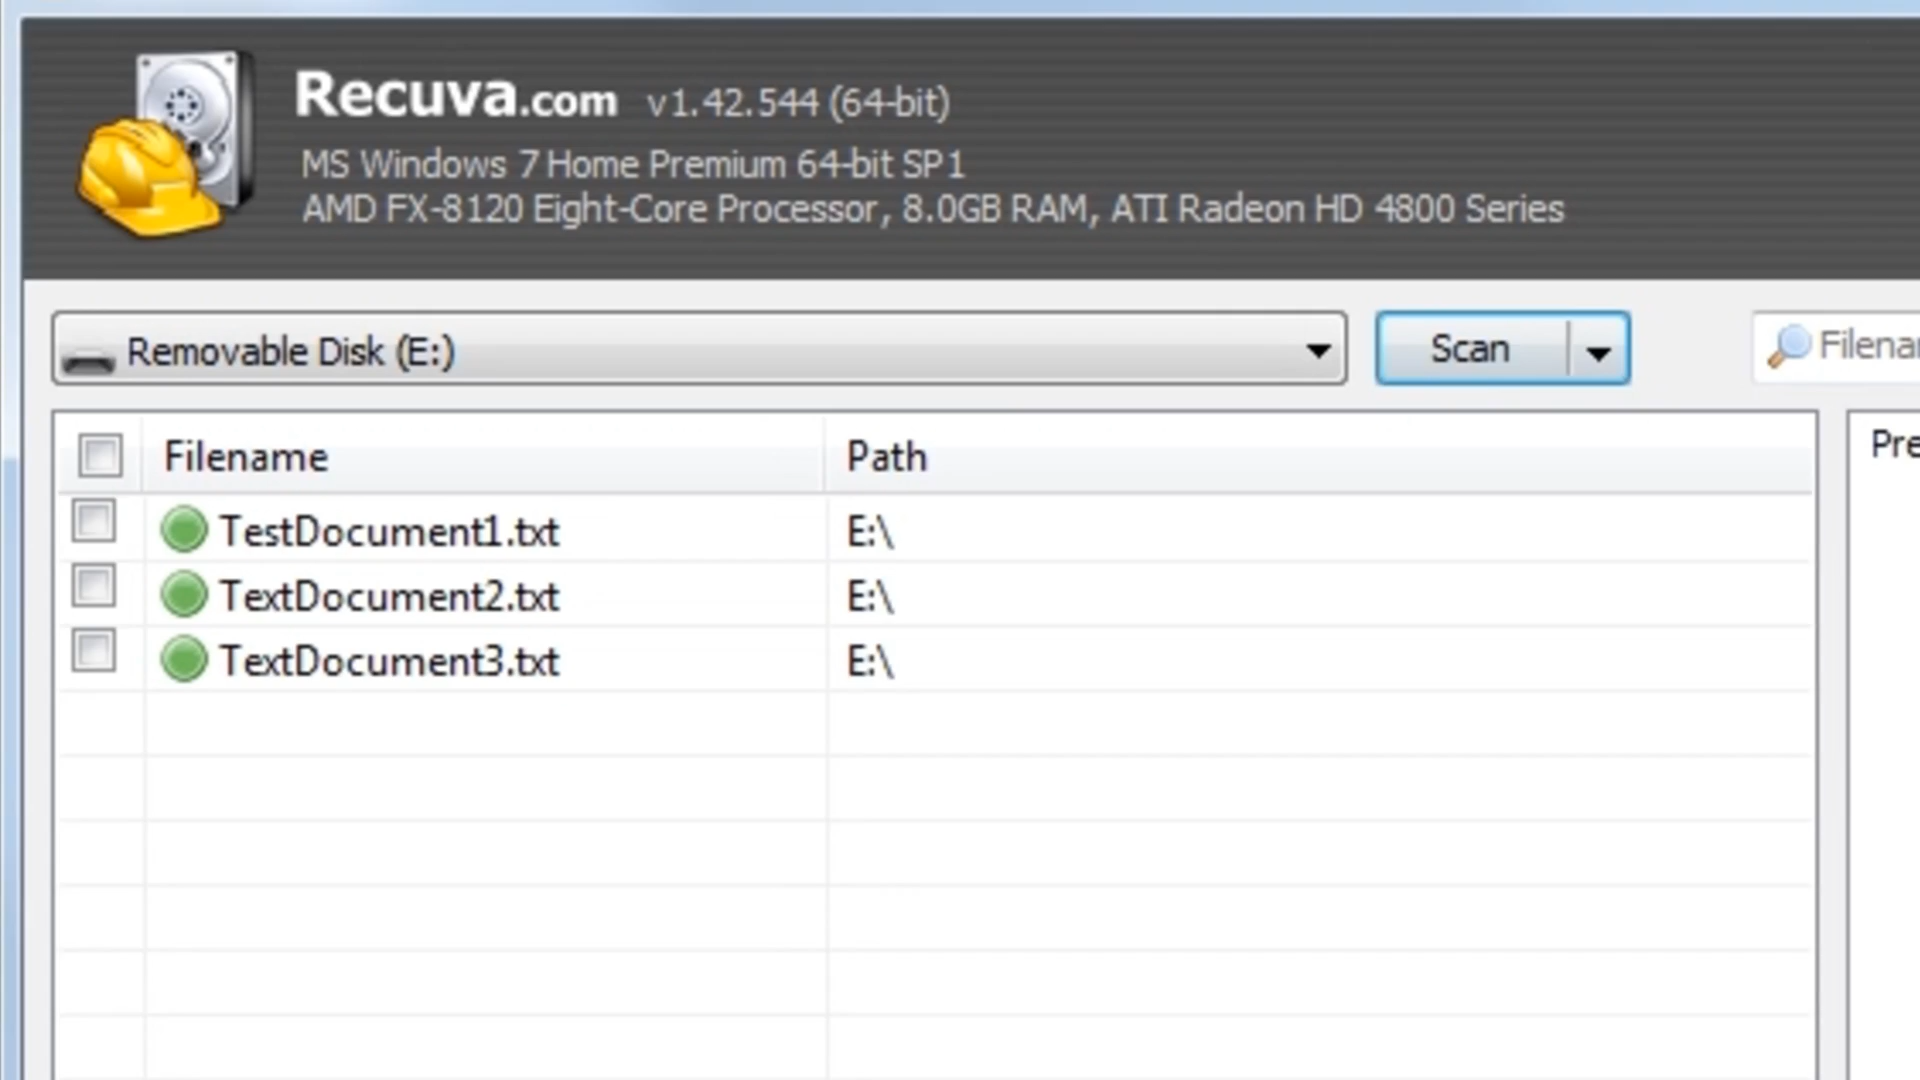 Recuva.com v1.42.544 (64-bit)
MS Windows 7 Home Premium 64-bit SP1
AMD FX-8120 Eight-Core Processor, 8.0GB RAM, ATI Radeon HD 4800 Series
Removable Disk (E:) Scan Filenam
Filename Path Pre
TestDocument1.txt E:\
TextDocument2.txt E:\
TextDocument3.txt E:\